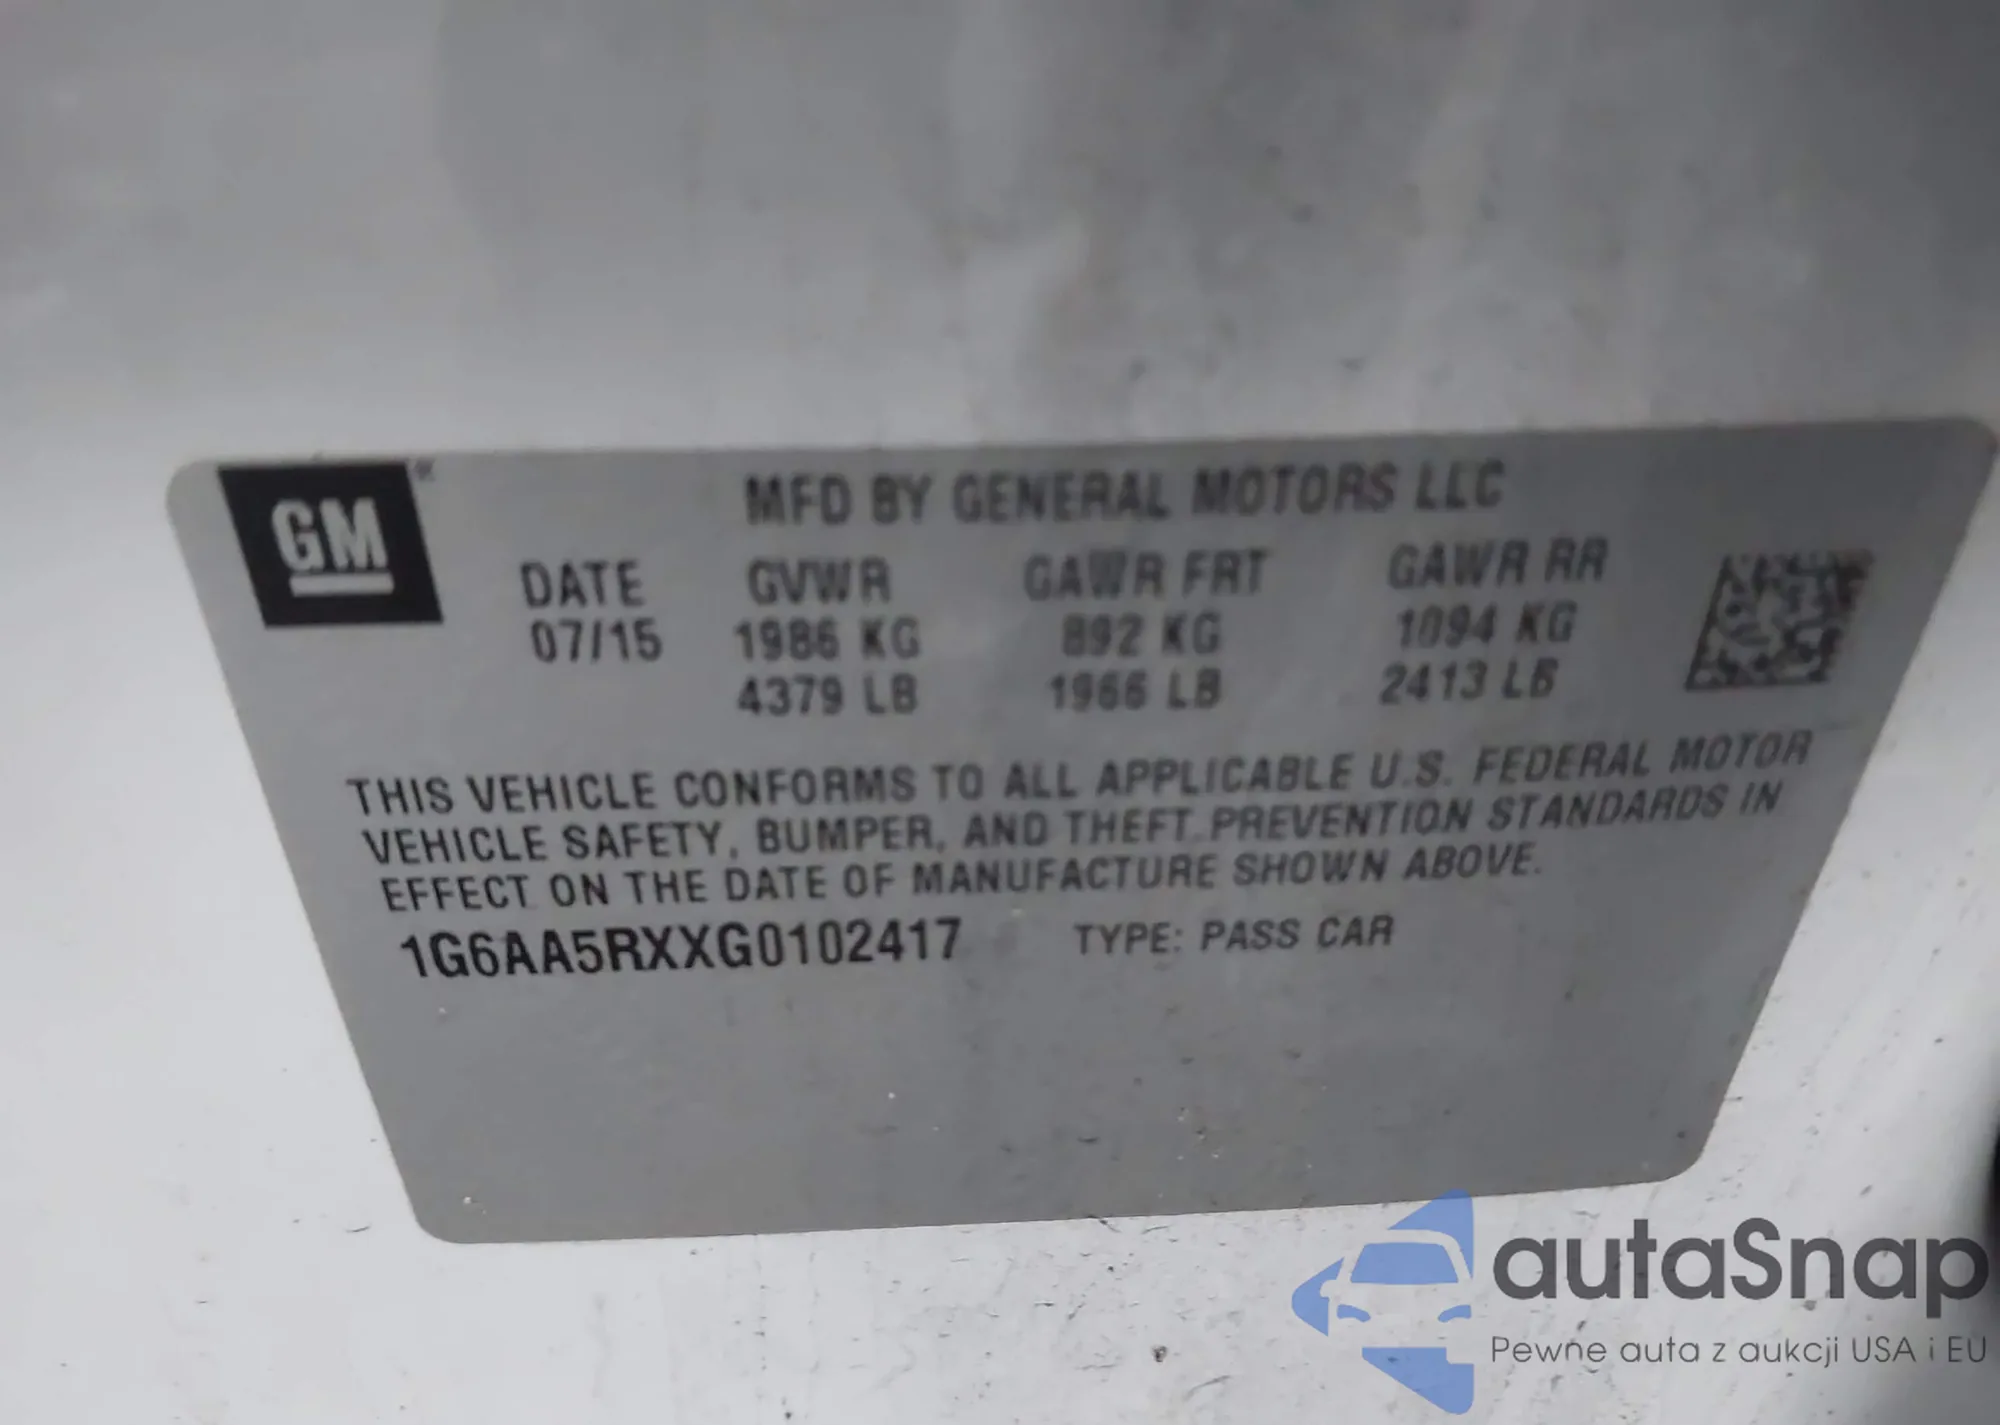 GM
MFD BY GENERAL MOTORS LLC
DATE GVWR GAWR FRT GAWR RR
07/15 1986 KG 892 KG 1094 KG
4379 LB 1966 LB 2413 LB
THIS VEHICLE CONFORMS TO ALL APPLICABLE U.S. FEDERAL MOTOR
VEHICLE SAFETY, BUMPER, AND THEFT PREVENTION STANDARDS IN
EFFECT ON THE DATE OF MANUFACTURE SHOWN ABOVE.
1G6AA5RXXG0102417 TYPE: PASS CAR
autaSnap
Pewne auta z aukcji USA i EU